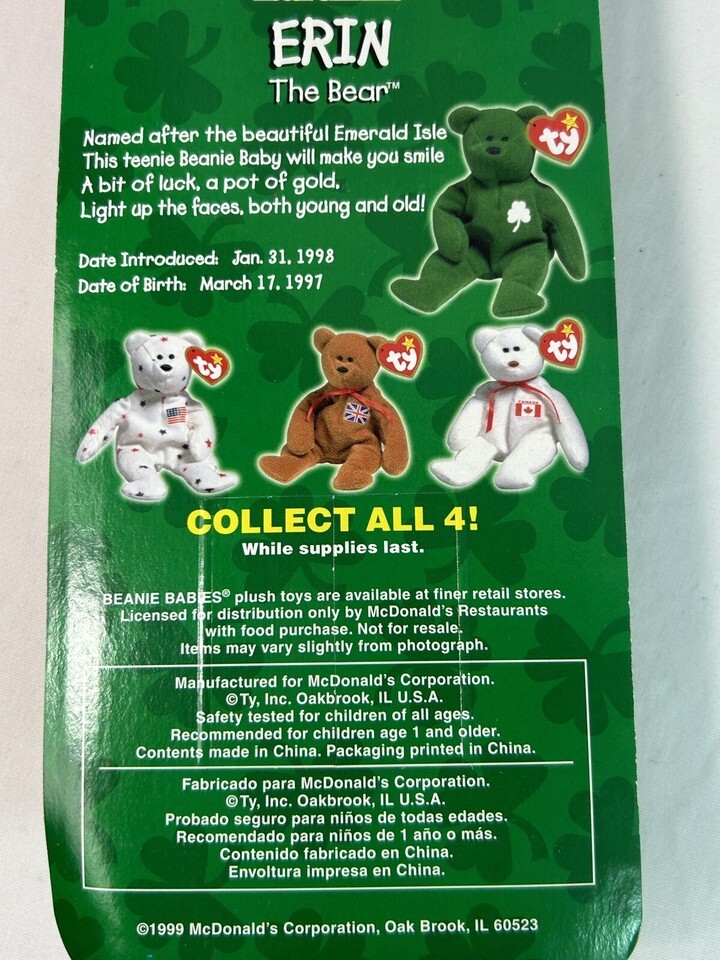 ERIN
The Bear™
Named after the beautiful Emerald Isle
This teenie Beanie Baby will make you smile
A bit of luck, a pot of gold,
Light up the faces, both young and old!
Date Introduced: Jan. 31, 1998
Date of Birth: March 17, 1997
ty
ty
ty
ty
CANADA
COLLECT ALL 4!
While supplies last.
BEANIE BABIES® plush toys are available at finer retail stores.
Licensed for distribution only by McDonald's Restaurants
with food purchase. Not for resale.
Items may vary slightly from photograph.
Manufactured for McDonald's Corporation.
©Ty, Inc. Oakbrook, IL U.S.A.
Safety tested for children of all ages.
Recommended for children age 1 and older.
Contents made in China. Packaging printed in China.
Fabricado para McDonald's Corporation.
©Ty, Inc. Oakbrook, IL U.S.A.
Probado seguro para niños de todas edades.
Recomendado para niños de 1 año o más.
Contenido fabricado en China.
Envoltura impresa en China.
©1999 McDonald's Corporation, Oak Brook, IL 60523